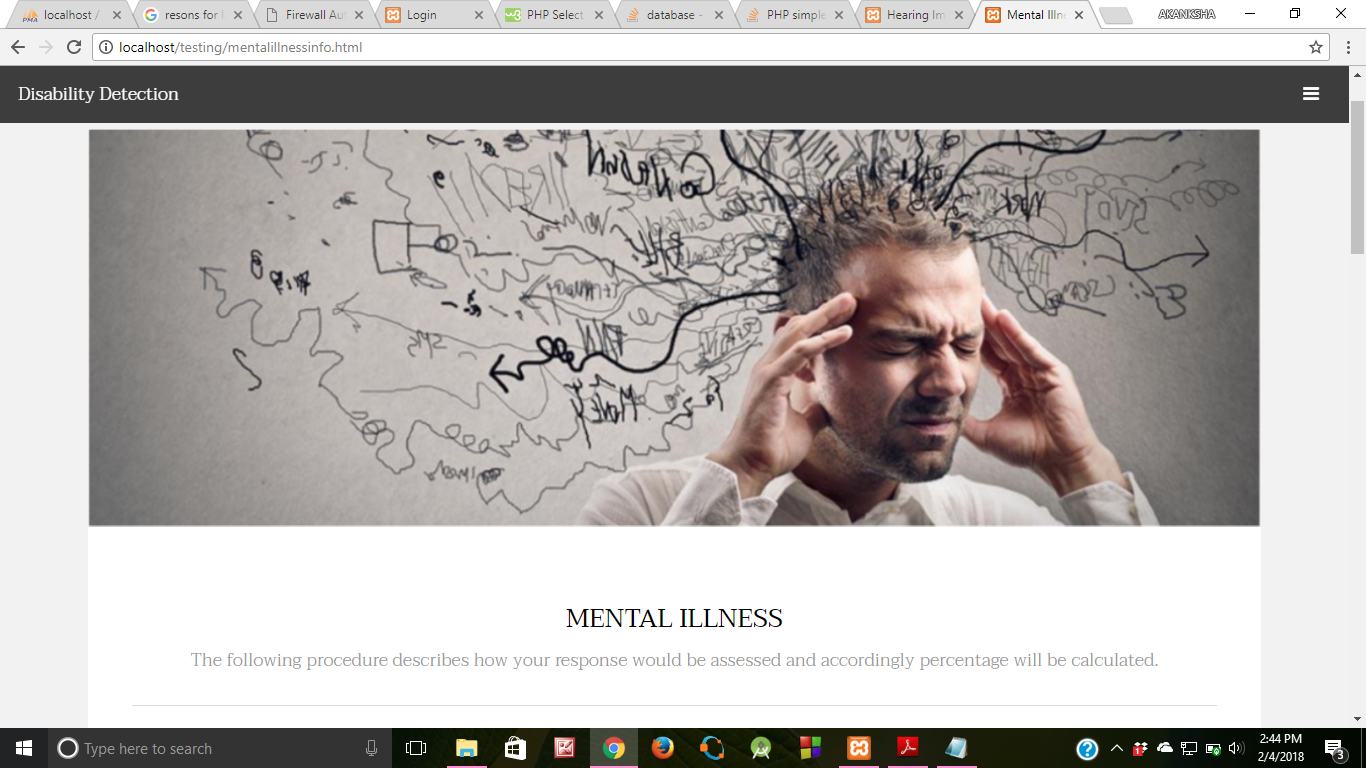 localhost /
resons for
Firewall Au
Login
PHP Select
database -
PHP simple
Hearing Im
Mental Illn
AKANKSHA
localhost/testing/mentalillnessinfo.html
Disability Detection
MENTAL ILLNESS
The following procedure describes how your response would be assessed and accordingly percentage will be calculated.
Type here to search
2:44 PM
2/4/2018
3